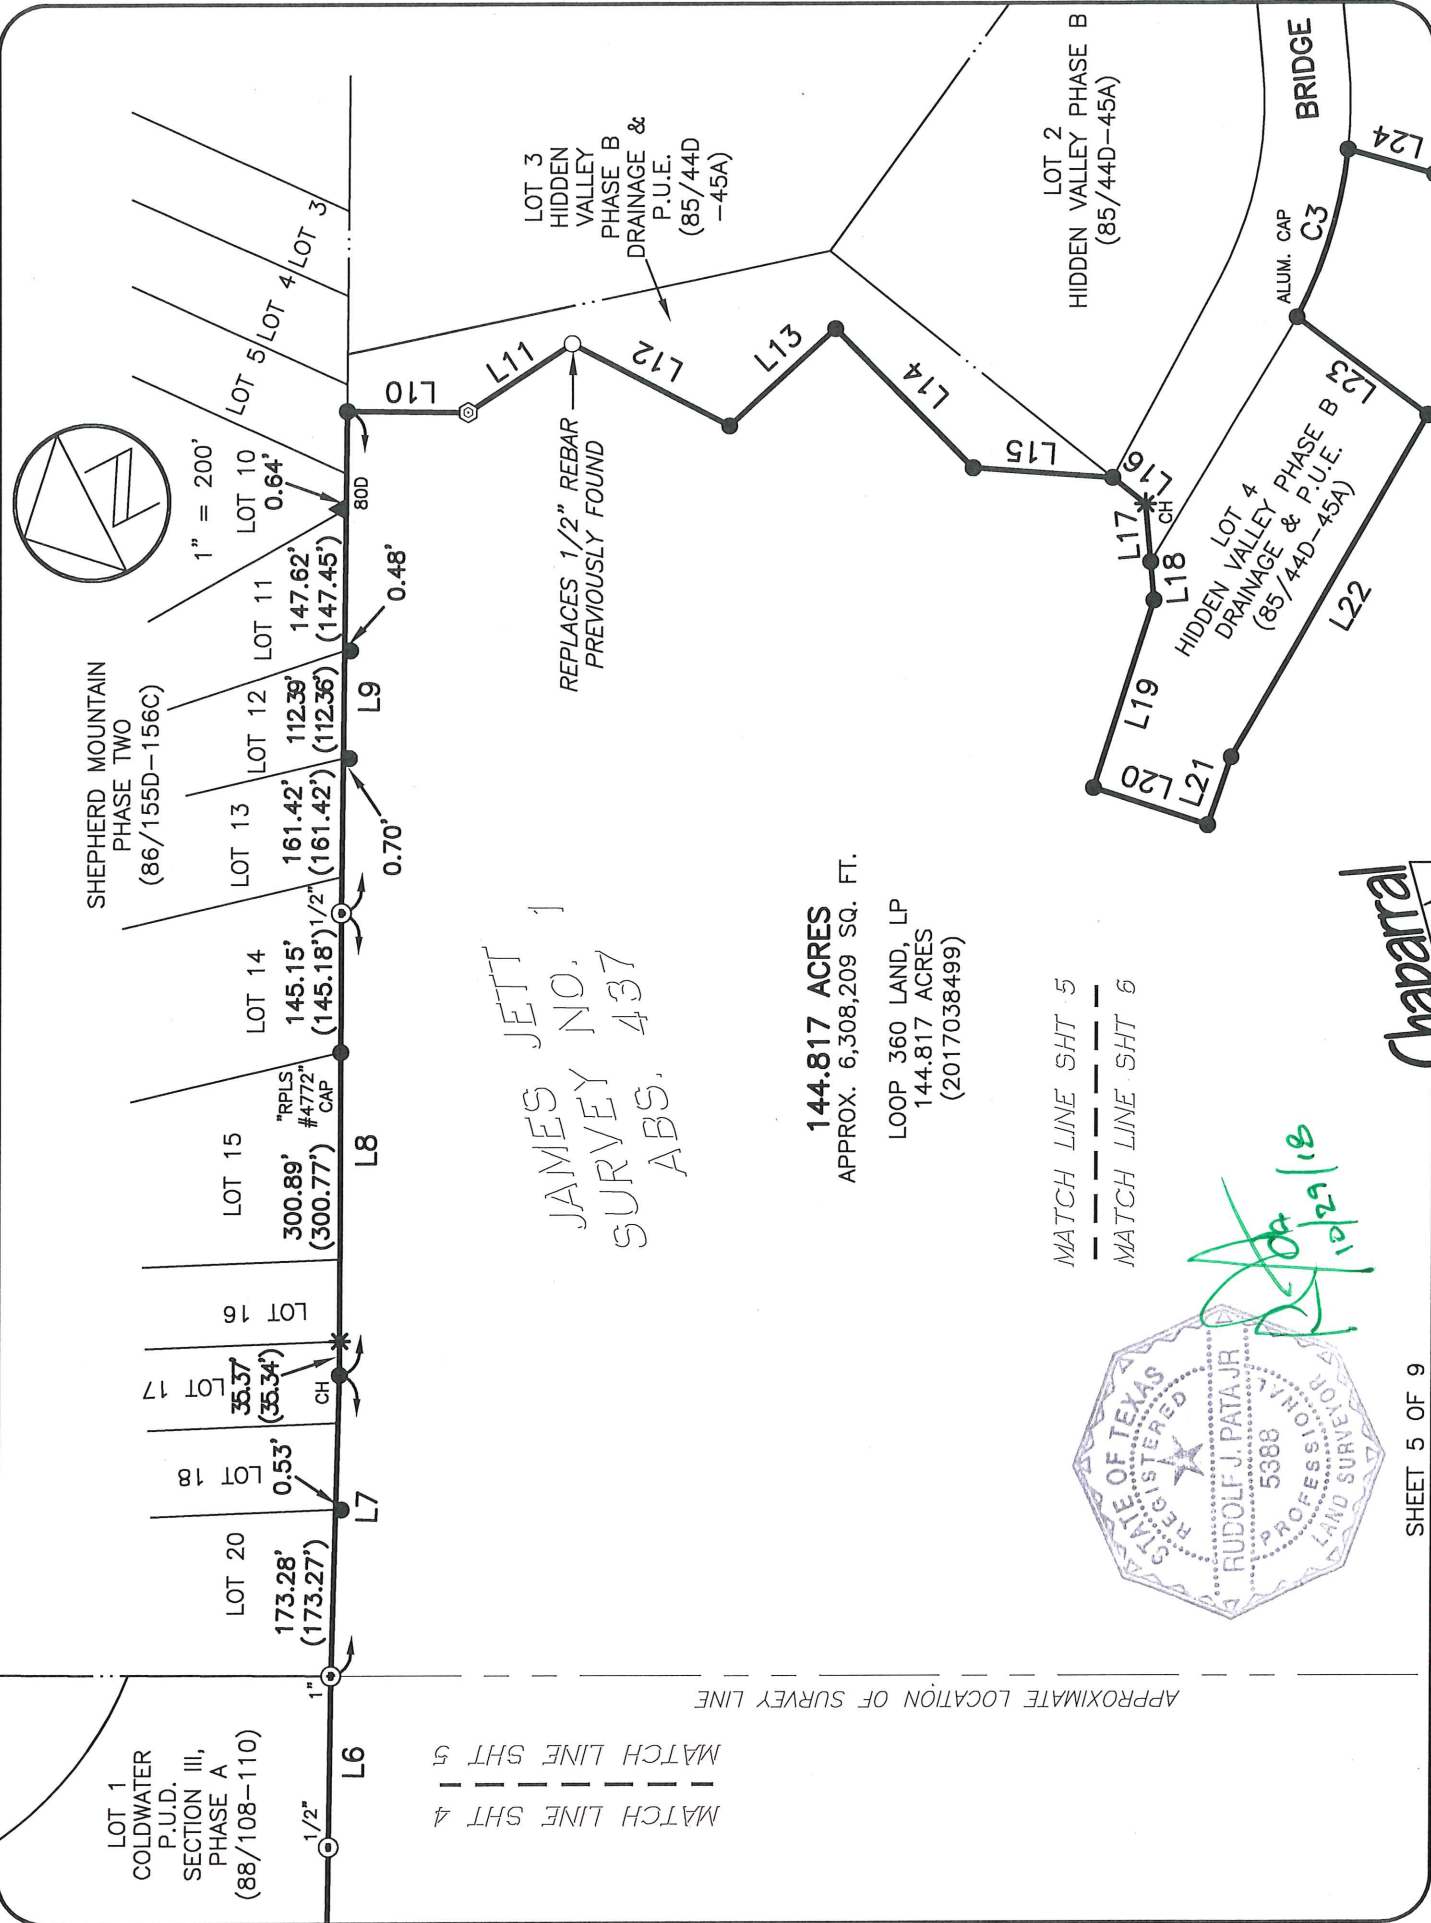 LOT 1
COLDWATER
P.U.D.
SECTION III,
PHASE A
(88/108-110)
1/2"
L6
1"
MATCH LINE SHT 4
MATCH LINE SHT 5
APPROXIMATE LOCATION OF SURVEY LINE
LOT 20
173.28'
(173.27')
L7
LOT 18
0.53'
LOT 17
35.37'
(35.34')
CH
LOT 16
LOT 15
300.89'
(300.77')
"RPLS
#4772"
CAP
L8
LOT 14
145.15'
(145.18')
1/2"
SHEPHERD MOUNTAIN
PHASE TWO
(86/155D-156C)
LOT 13
161.42'
(161.42')
0.70'
LOT 12
112.39'
(112.36')
L9
LOT 11
147.62'
(147.45')
0.48'
1" = 200'
LOT 10
0.64'
80D
LOT 5
LOT 4
LOT 3
N
L10
L11
REPLACES 1/2" REBAR
PREVIOUSLY FOUND
L12
LOT 3
HIDDEN
VALLEY
PHASE B
DRAINAGE &
P.U.E.
(85/44D
-45A)
L13
L14
L15
L16
CH
L17
L18
L19
L20
L21
L22
L23
L24
LOT 2
HIDDEN VALLEY PHASE B
(85/44D-45A)
BRIDGE
ALUM. CAP
C3
LOT 4
HIDDEN VALLEY PHASE B
DRAINAGE & P.U.E.
(85/44D-45A)
JAMES JETT
SURVEY NO. 1
ABS. 437
144.817 ACRES
APPROX. 6,308,209 SQ. FT.
LOOP 360 LAND, LP
144.817 ACRES
(2017038499)
MATCH LINE SHT 5
MATCH LINE SHT 6
10/29/18
STATE OF TEXAS
REGISTERED
RUDOLF J. PATA JR
5388
PROFESSIONAL
LAND SURVEYOR
Chaparral
SHEET 5 OF 9